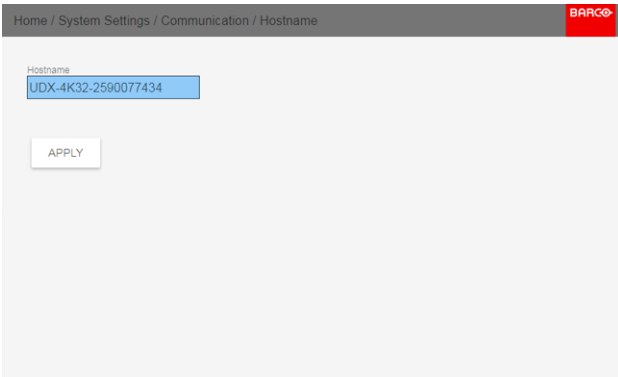 Home / System Settings / Communication / Hostname
BARCO
Hostname
UDX-4K32-2590077434
APPLY